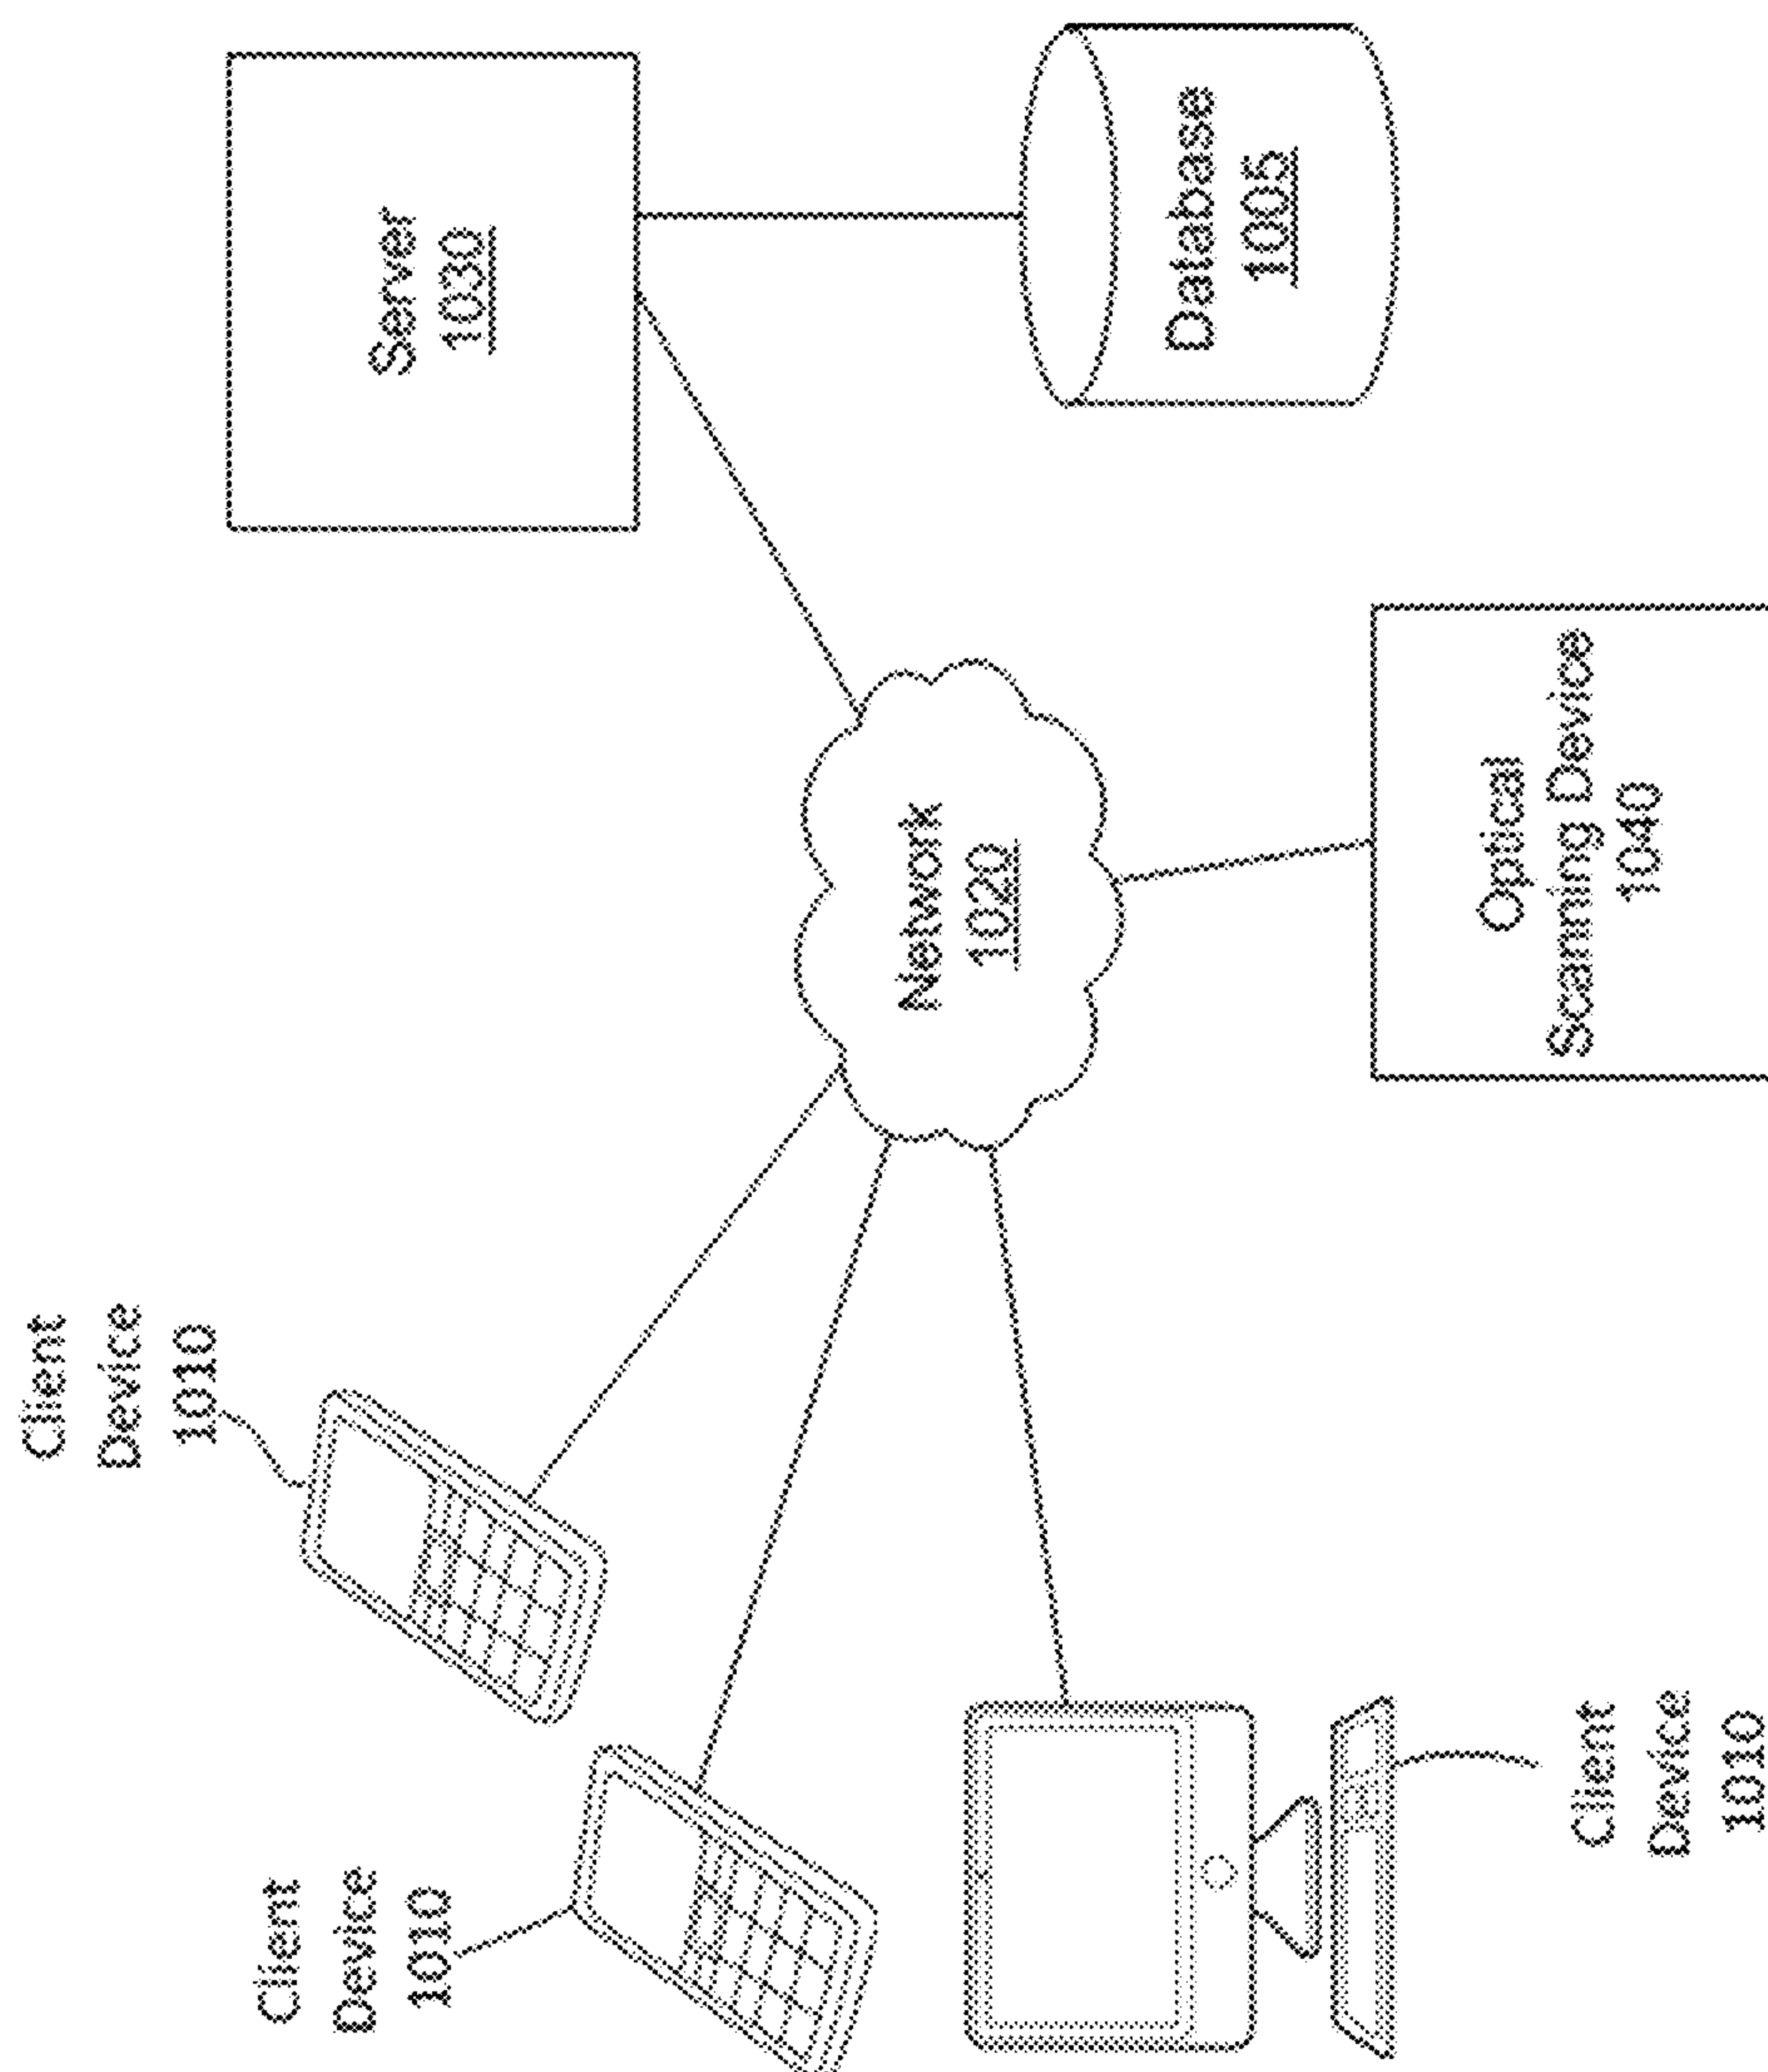 Client
Device
1010
Client
Device
1010
Server
1030
Network
1020
Database
1005
Optical
Scanning Device
1040
Client
Device
1010